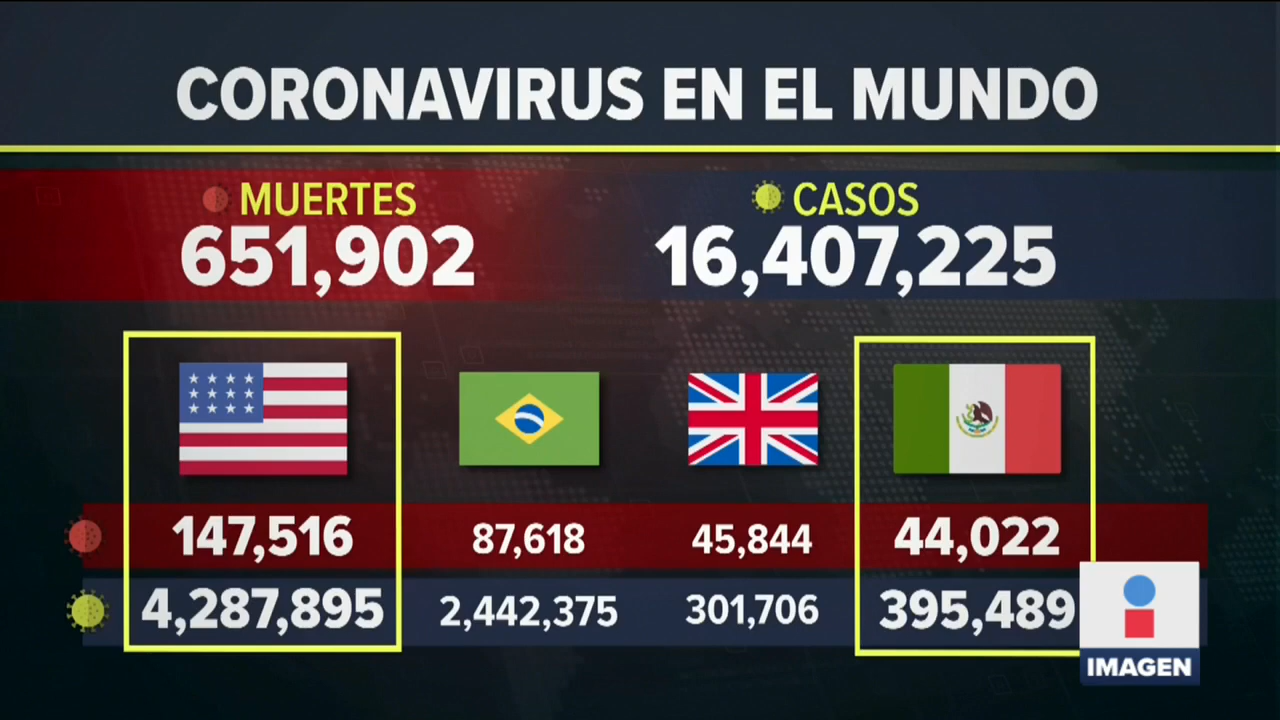 CORONAVIRUS EN EL MUNDO
MUERTES CASOS
651,902 16,407,225
147,516 87,618 45,844 44,022
4,287,895 2,442,375 301,706 395,489
IMAGEN